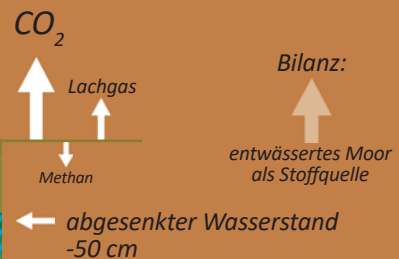 CO₂
Lachgas
Methan
Bilanz:
entwässertes Moor
als Stoffquelle
abgesenkter Wasserstand
-50 cm